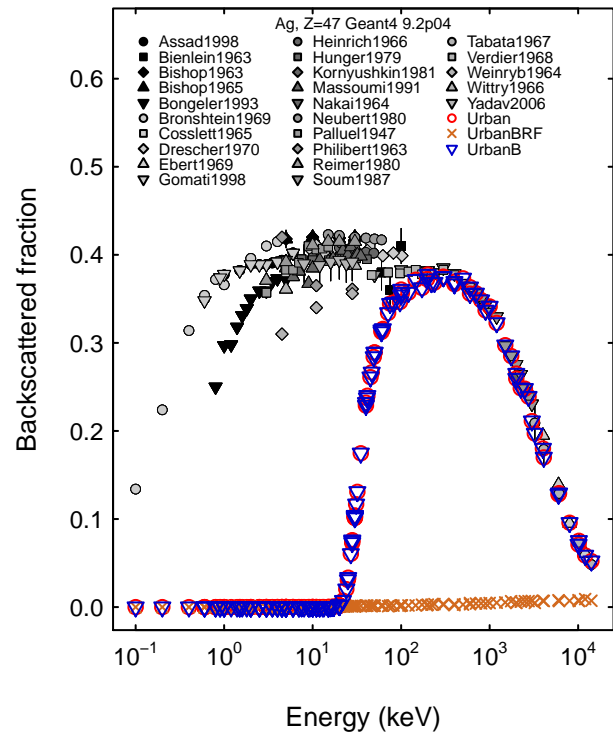 Ag, Z=47 Geant4 9.2p04
Assad1998
Bienlein1963
Bishop1963
Bishop1965
Bongeler1993
Bronshtein1969
Cosslett1965
Drescher1970
Ebert1969
Gomati1998
Heinrich1966
Hunger1979
Kornyushkin1981
Massoumi1991
Nakai1964
Neubert1980
Palluel1947
Philibert1963
Reimer1980
Soum1987
Tabata1967
Verdier1968
Weinryb1964
Wittry1966
Yadav2006
Urban
UrbanBRF
UrbanB
Backscattered fraction
0.6
0.5
0.4
0.3
0.2
0.1
0.0
10⁻¹ 10⁰ 10¹ 10² 10³ 10⁴
Energy (keV)